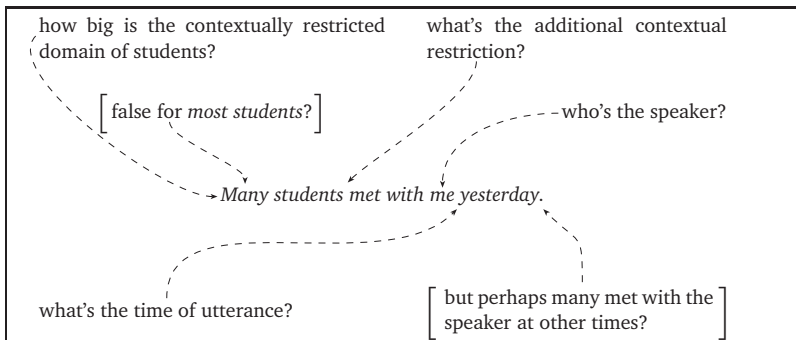 how big is the contextually restricted
domain of students?
what's the additional contextual
restriction?
[false for most students?]
who's the speaker?
Many students met with me yesterday.
what's the time of utterance?
[but perhaps many met with the
speaker at other times?]